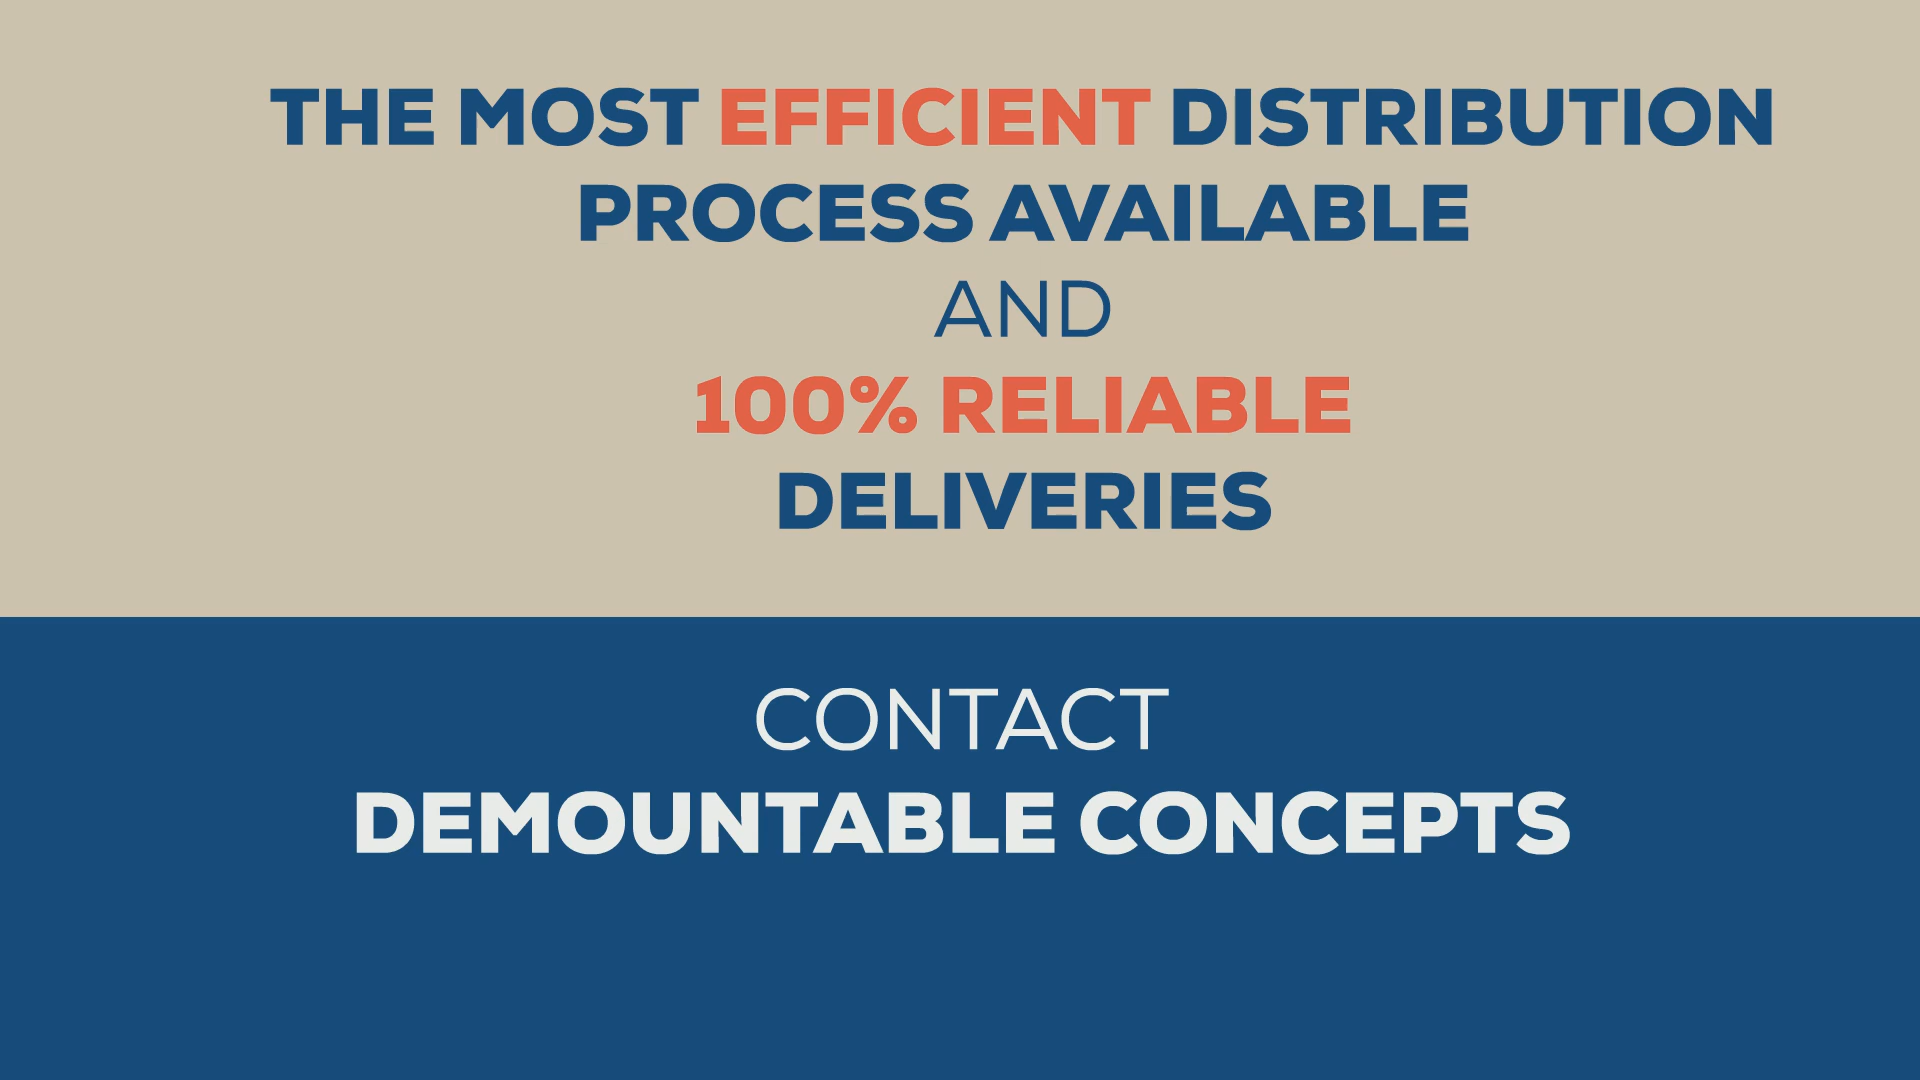 THE MOST EFFICIENT DISTRIBUTION
PROCESS AVAILABLE
AND
100% RELIABLE
DELIVERIES
CONTACT
DEMOUNTABLE CONCEPTS